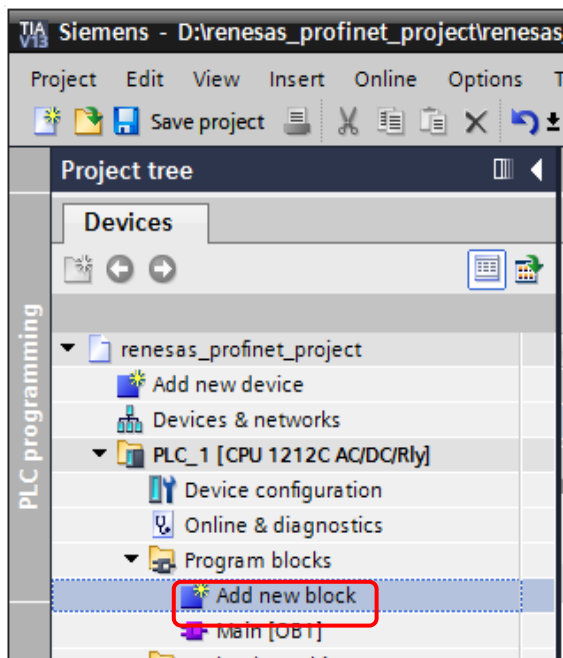 TIA V13 Siemens - D:\renesas_profinet_project\renesas
Project Edit View Insert Online Options T
Save project
Project tree
Devices
PLC programming
renesas_profinet_project
Add new device
Devices & networks
PLC_1 [CPU 1212C AC/DC/Rly]
Device configuration
Online & diagnostics
Program blocks
Add new block
Main [OB1]